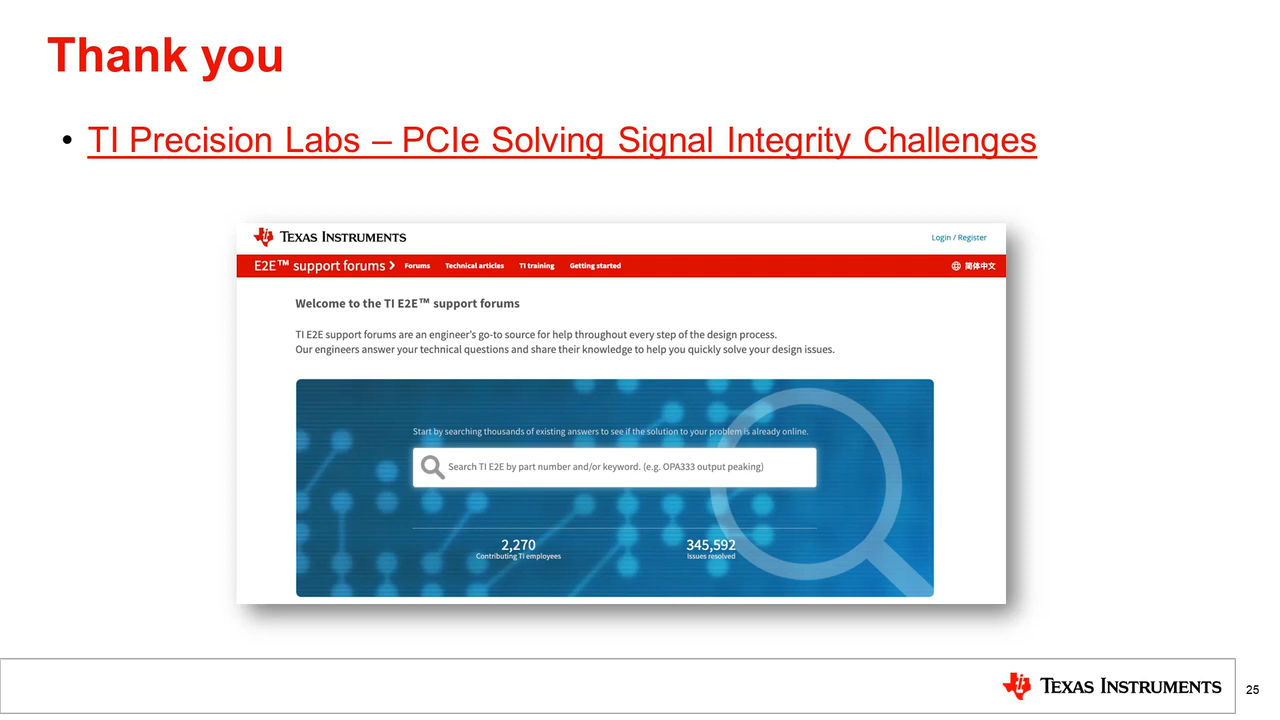 Thank you
• TI Precision Labs – PCIe Solving Signal Integrity Challenges
TEXAS INSTRUMENTS
Login / Register
E2E™ support forums
Forums
Technical articles
TI training
Getting started
简体中文
Welcome to the TI E2E™ support forums
TI E2E support forums are an engineer's go-to source for help throughout every step of the design process.
Our engineers answer your technical questions and share their knowledge to help you quickly solve your design issues.
Start by searching thousands of existing answers to see if the solution to your problem is already online.
Search TI E2E by part number and/or keyword. (e.g. OPA333 output peaking)
2,270
Contributing TI employees
345,592
Issues resolved
TEXAS INSTRUMENTS
25